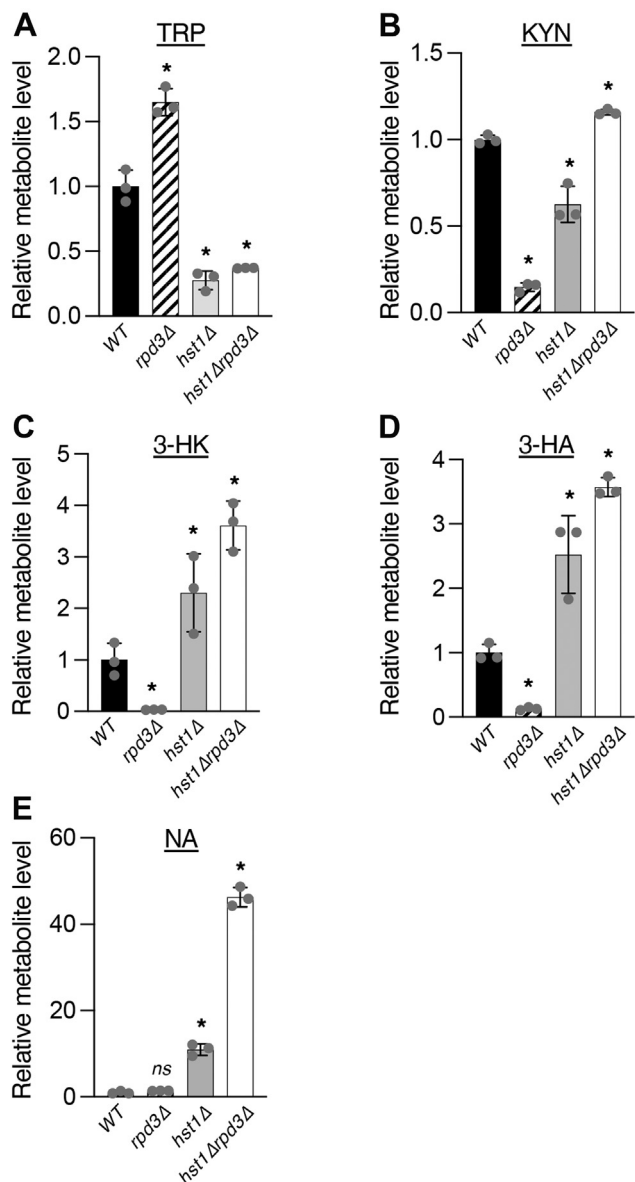 A
TRP
Relative metabolite level
2.0
1.5
1.0
0.5
0.0
*
*
*
WT
rpd3Δ
hst1Δ
hst1Δrpd3Δ
B
KYN
Relative metabolite level
1.5
1.0
0.5
0.0
*
*
*
WT
rpd3Δ
hst1Δ
hst1Δrpd3Δ
C
3-HK
Relative metabolite level
5
4
3
2
1
0
*
*
*
WT
rpd3Δ
hst1Δ
hst1Δrpd3Δ
D
3-HA
Relative metabolite level
4
3
2
1
0
*
*
*
WT
rpd3Δ
hst1Δ
hst1Δrpd3Δ
E
NA
Relative metabolite level
60
40
20
0
ns
*
*
WT
rpd3Δ
hst1Δ
hst1Δrpd3Δ